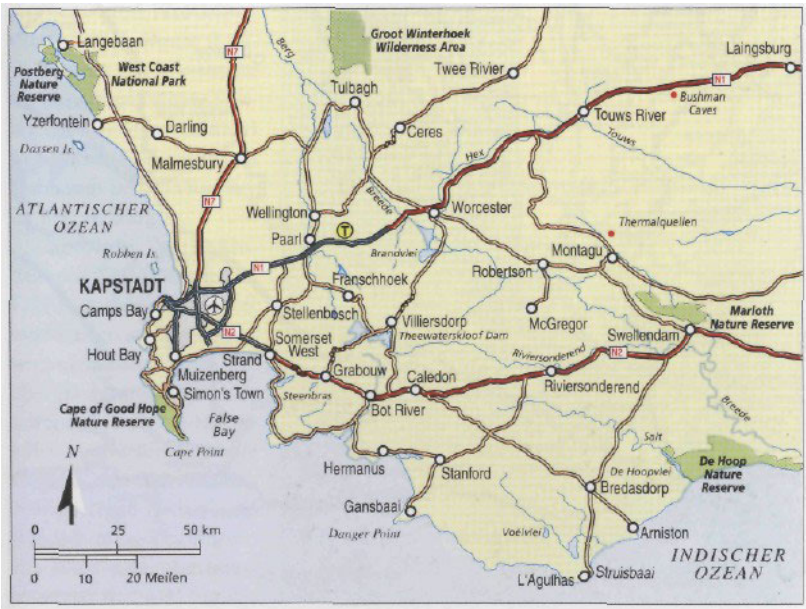 Langebaan
Postberg
Nature
Reserve
West Coast
National Park
N7
Berg
Groot Winterhoek
Wilderness Area
Twee Rivier
Laingsburg
N1
Bushman
Caves
Tulbagh
Touws River
Touws
Yzerfontein
Darling
Dassen Is.
Malmesbury
Ceres
Hex
N7
ATLANTISCHER
OZEAN
Wellington
Breede
Worcester
Paarl
T
Thermalquellen
Robben Is.
N1
Brandvlei
Montagu
Robertson
KAPSTADT
Camps Bay
Franschhoek
Stellenbosch
Villiersdorp
Theewaterskloof Dam
McGregor
Marloth
Nature Reserve
Swellendam
N2
Hout Bay
Somerset
West
Strand
Riviersonderend
N2
Muizenberg
Grabouw
Caledon
Riviersonderend
Simon's Town
Steenbras
Bot River
Breede
Cape of Good Hope
Nature Reserve
False
Bay
Cape Point
Salt
De Hoopvlei
De Hoop
Nature
Reserve
N
Hermanus
Stanford
Bredasdorp
Gansbaai
Danger Point
Voëlvlei
Arniston
0 25 50 km
0 10 20 Meilen
INDISCHER
OZEAN
L'Agulhas
Struisbaai